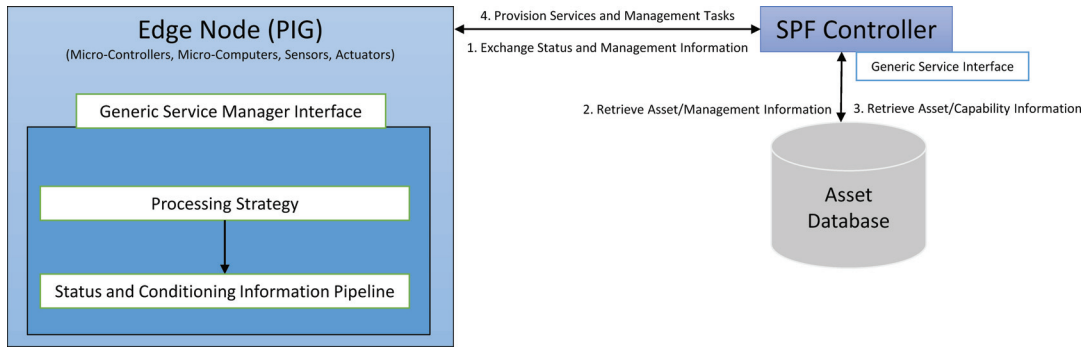 Edge Node (PIG)
(Micro-Controllers, Micro-Computers, Sensors, Actuators)
Generic Service Manager Interface
Processing Strategy
Status and Conditioning Information Pipeline
4. Provision Services and Management Tasks
1. Exchange Status and Management Information
SPF Controller
Generic Service Interface
2. Retrieve Asset/Management Information
3. Retrieve Asset/Capability Information
Asset
Database